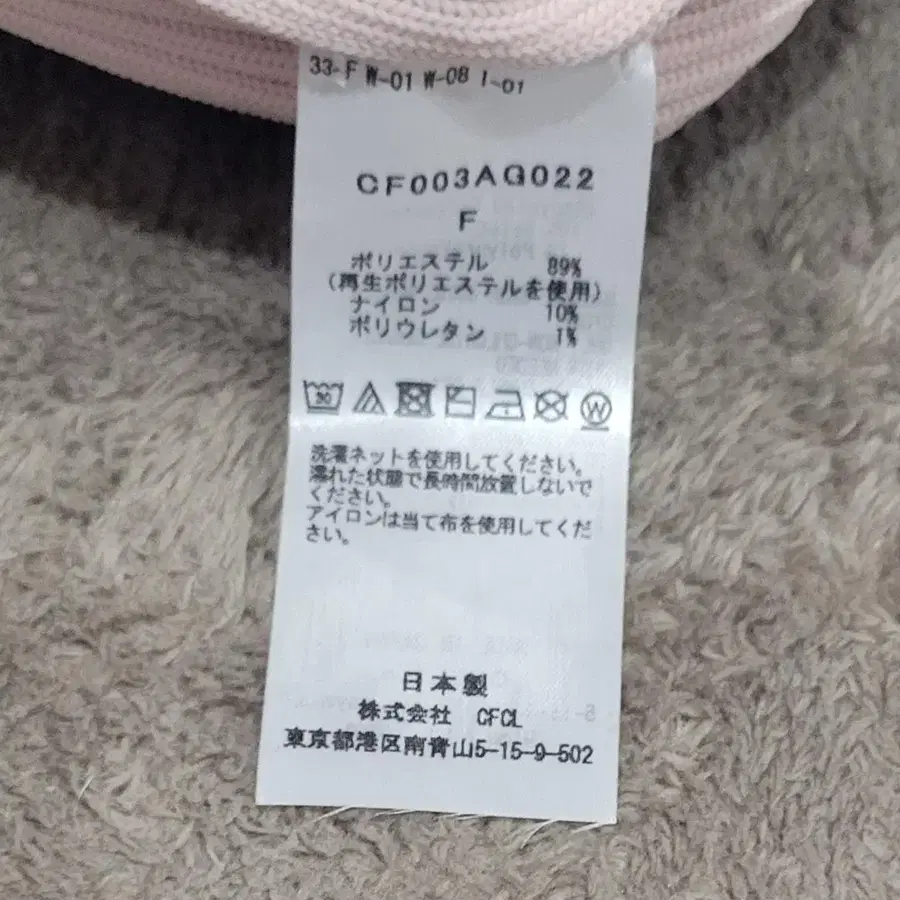 33-F W-01 W-08 I-01
CF003AG022
F
ポリエステル 89%
(再生ポリエステルを使用)
ナイロン 10%
ポリウレタン 1%
30
W
洗濯ネットを使用してください。
濡れた状態で長時間放置しないで
ください。
アイロンは当て布を使用してくだ
さい。
日本製
株式会社 CFCL
東京都港区南青山5-15-9-502